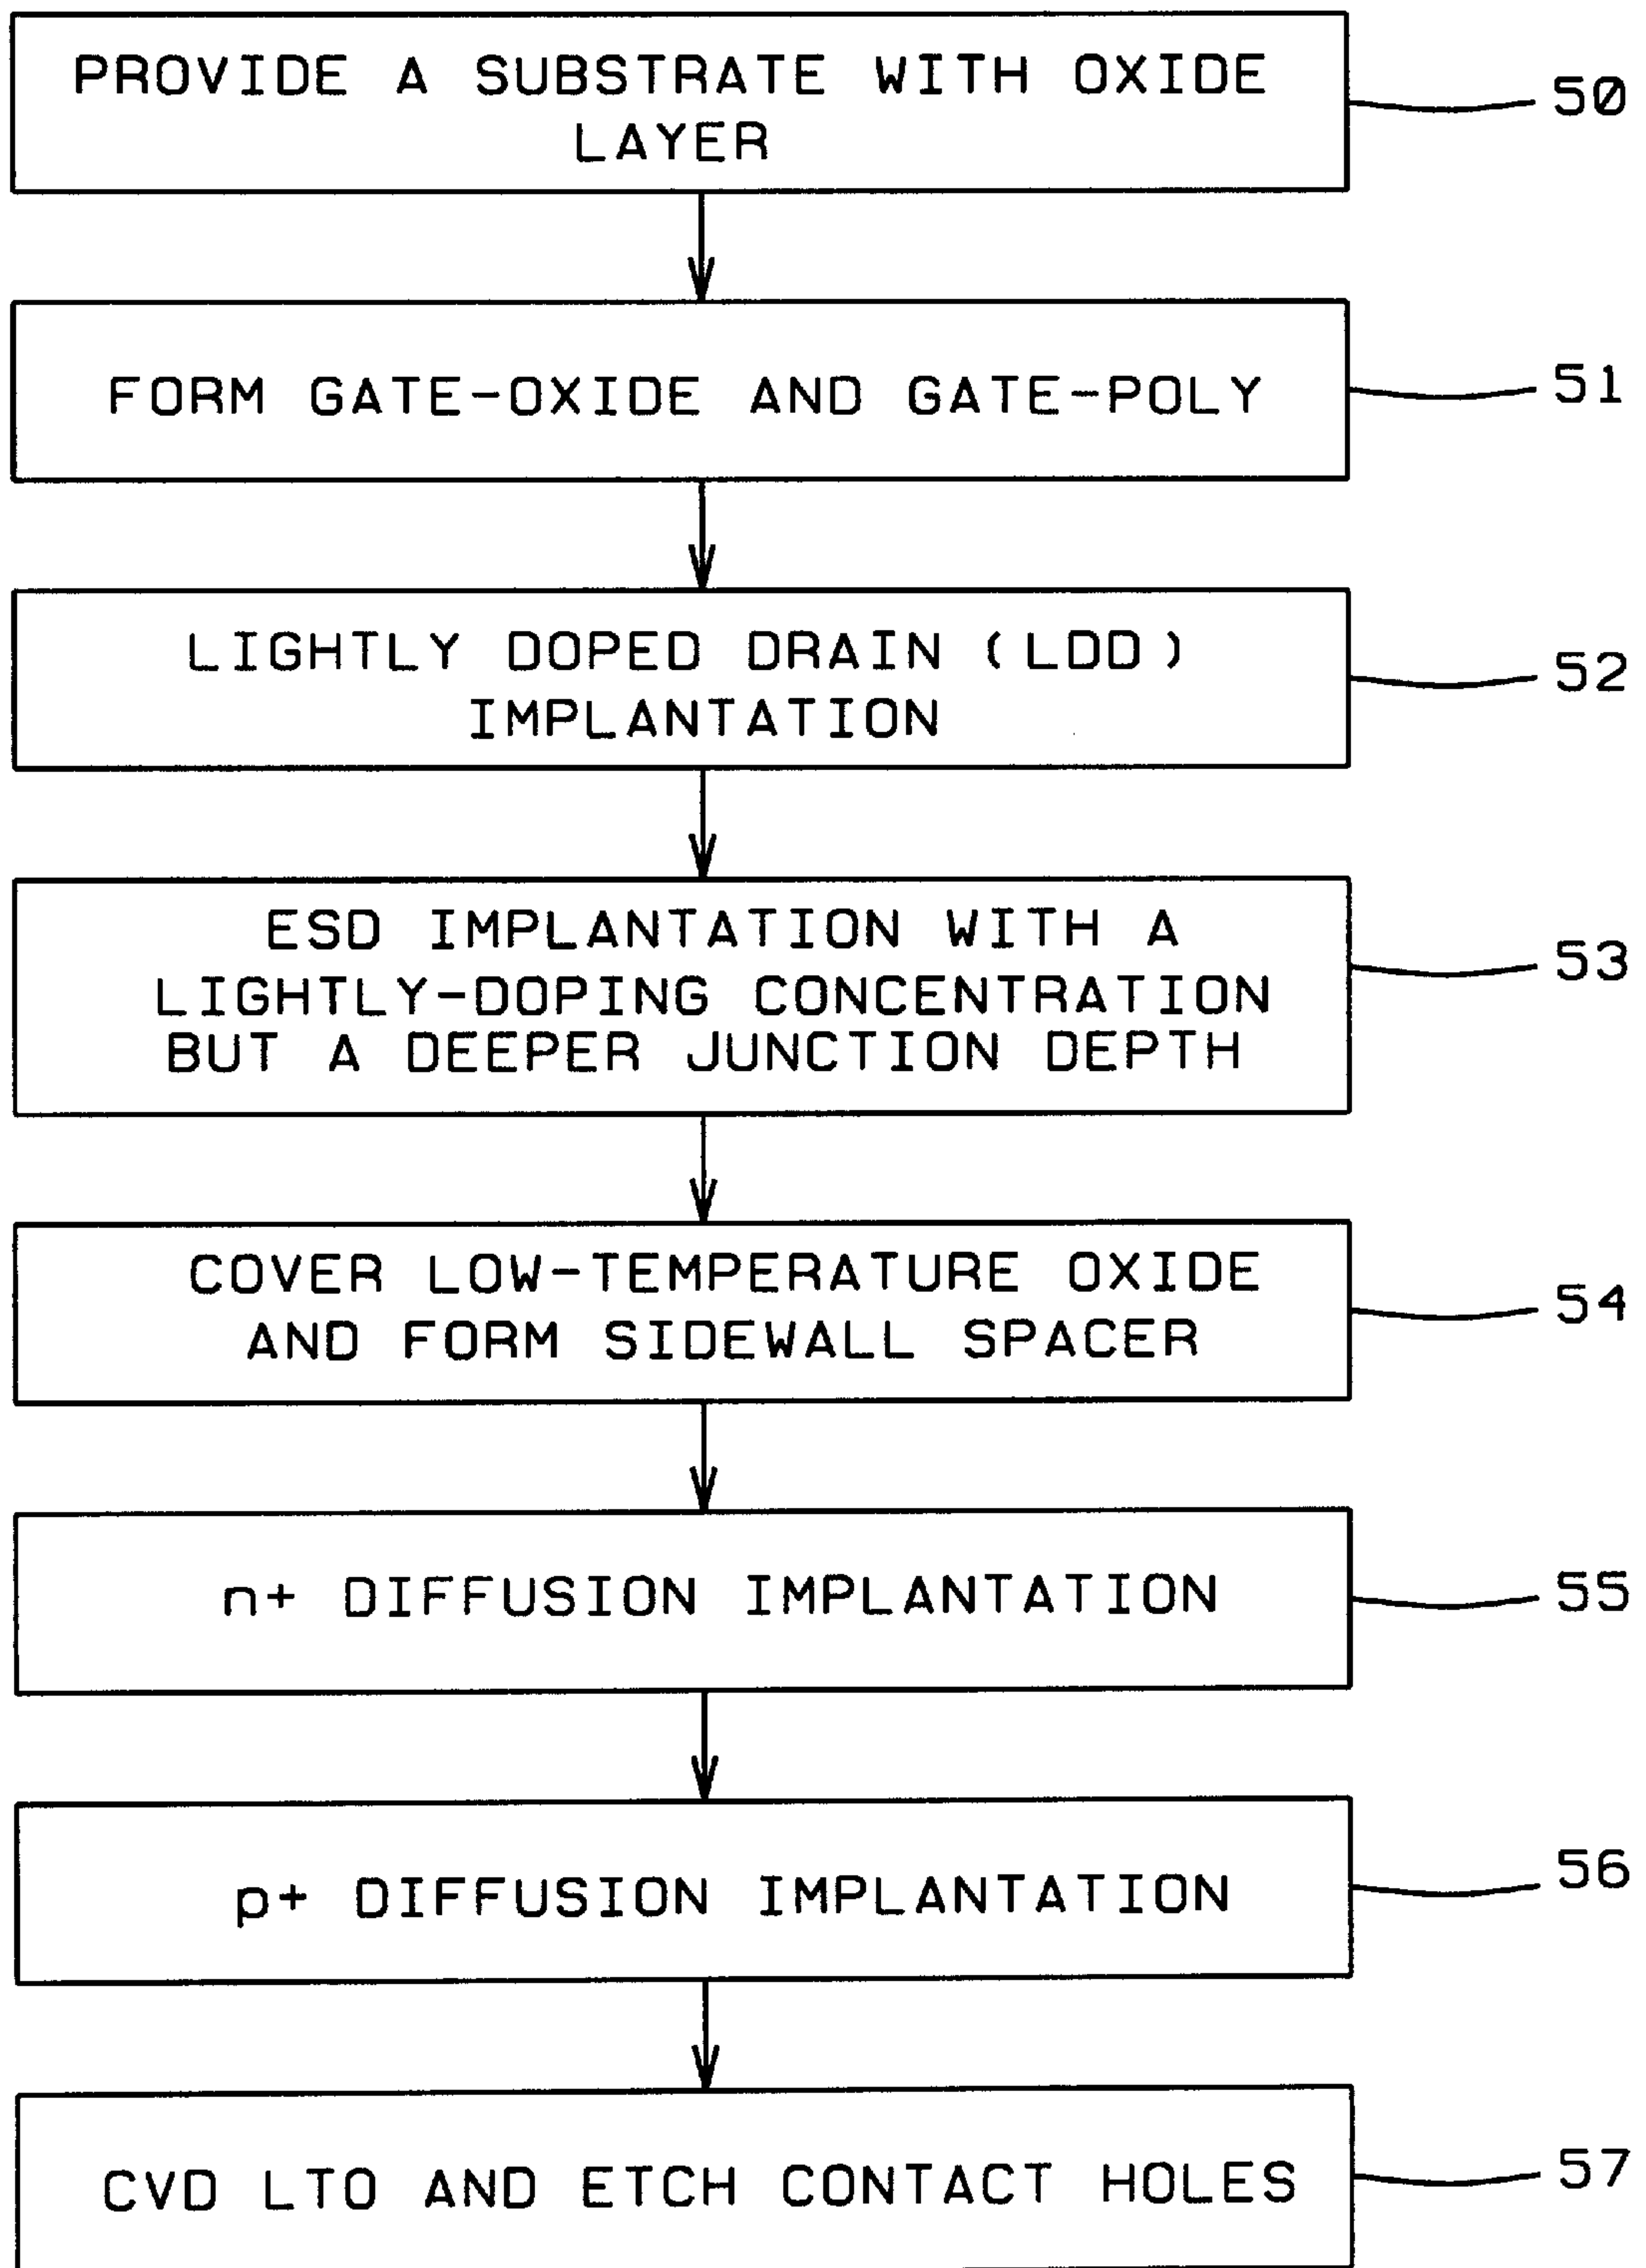 PROVIDE A SUBSTRATE WITH OXIDE
LAYER
50
FORM GATE-OXIDE AND GATE-POLY
51
LIGHTLY DOPED DRAIN (LDD)
IMPLANTATION
52
ESD IMPLANTATION WITH A
LIGHTLY-DOPING CONCENTRATION
BUT A DEEPER JUNCTION DEPTH
53
COVER LOW-TEMPERATURE OXIDE
AND FORM SIDEWALL SPACER
54
n+ DIFFUSION IMPLANTATION
55
p+ DIFFUSION IMPLANTATION
56
CVD LTO AND ETCH CONTACT HOLES
57